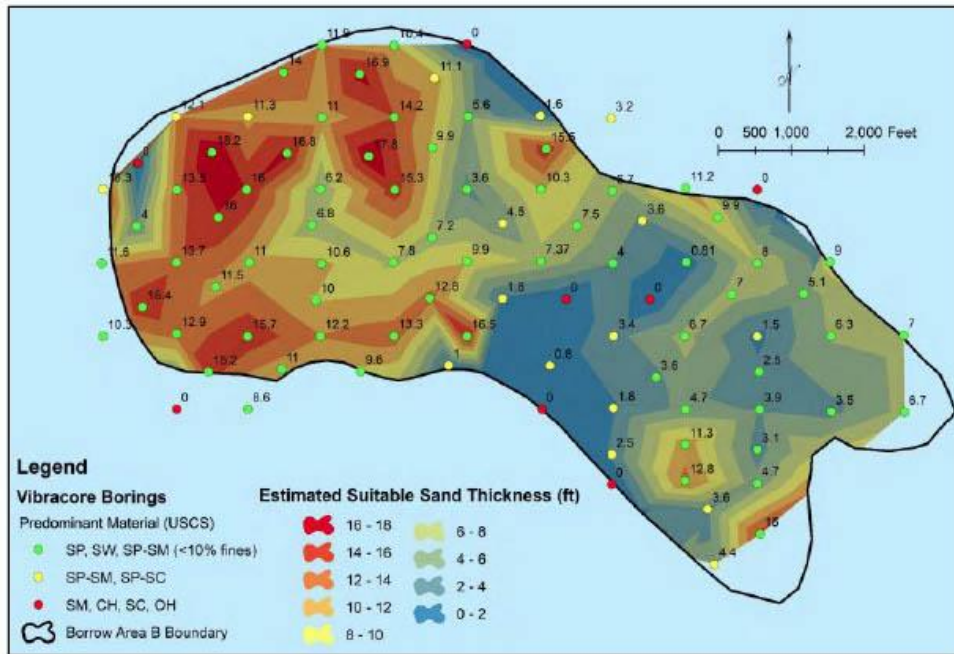 11.9 10.4 0
14 16.9 11.1
12.1 11.3 11 14.2 5.6 1.6 3.2
18.2 16.8 17.8 9.9 15.6
13.5 16 6.2 15.3 3.6 10.3 11.2 0
4 16 6.8 7.2 4.8 7.5 3.6 9.9
11.6 13.7 11 10.6 7.8 9.9 7.37 4 0.81 8 9
16.4 11.5 10 12.8 1.8 0 0 7 5.1
10.3 12.9 15.7 12.2 13.3 16.5 3.4 6.7 1.5 6.3 7
15.2 11 9.6 1 0.8 3.6 2.5
0 8.6 0 1.8 4.7 3.9 3.5 6.7
2.5 11.3 3.1
0 12.8 4.7
3.6 15
4.4
0 500 1,000 2,000 Feet
Legend
Vibracore Borings
Predominant Material (USCS)
SP, SW, SP-SM (<10% fines)
SP-SM, SP-SC
SM, CH, SC, OH
Borrow Area B Boundary
Estimated Suitable Sand Thickness (ft)
16 - 18
14 - 16
12 - 14
10 - 12
8 - 10
6 - 8
4 - 6
2 - 4
0 - 2